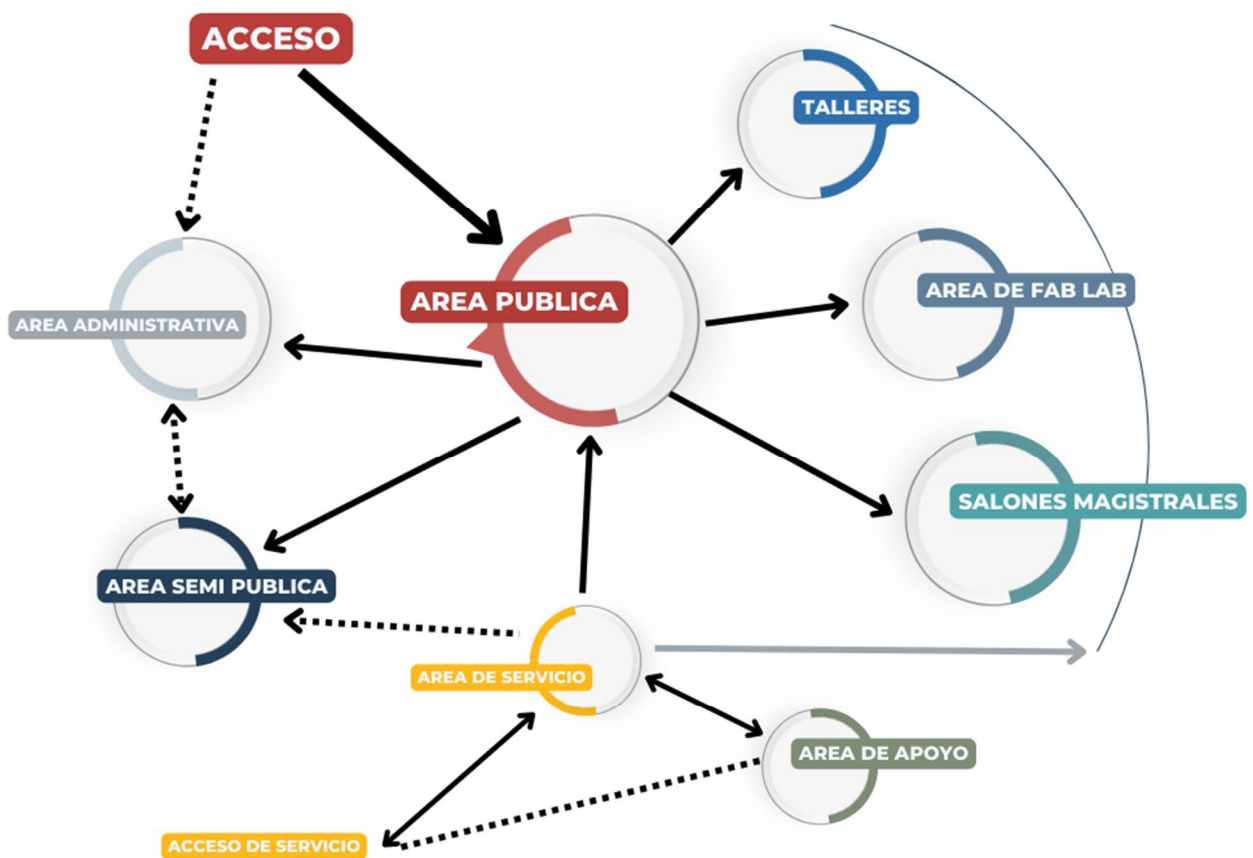 ACCESO
TALLERES
AREA DE FAB LAB
AREA PUBLICA
AREA ADMINISTRATIVA
SALONES MAGISTRALES
AREA SEMI PUBLICA
AREA DE SERVICIO
AREA DE APOYO
ACCESO DE SERVICIO